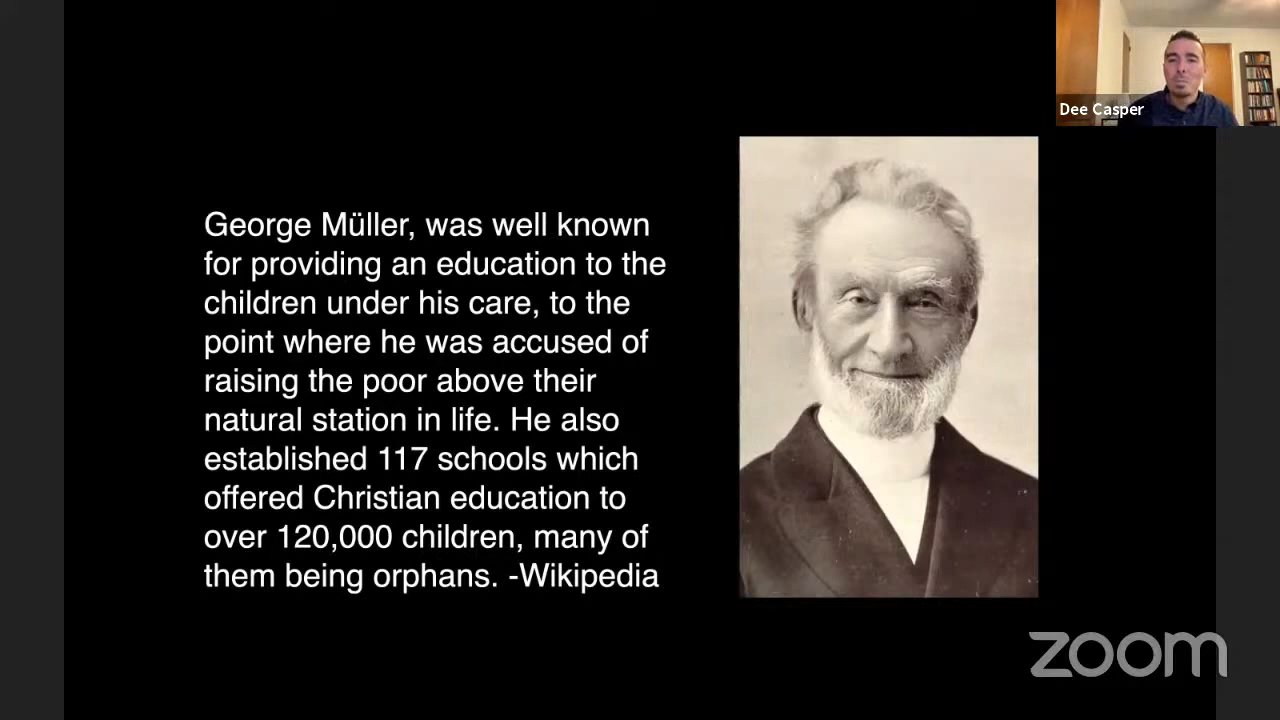 Dee Casper
George Müller, was well known
for providing an education to the
children under his care, to the
point where he was accused of
raising the poor above their
natural station in life. He also
established 117 schools which
offered Christian education to
over 120,000 children, many of
them being orphans. -Wikipedia
zoom